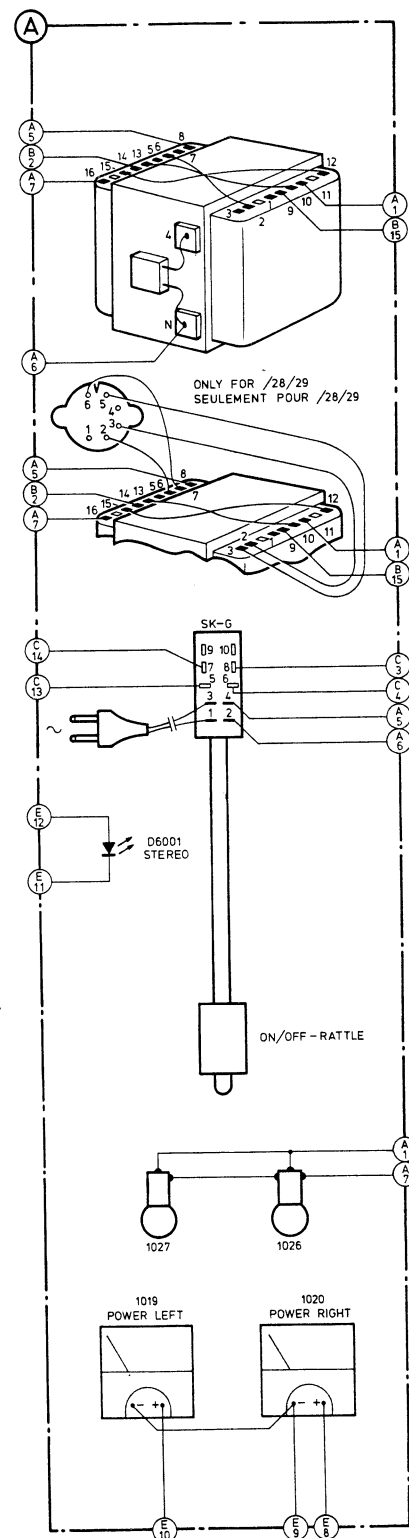 A
A 5
B 2
A 7
16 15 14 13 5 6 8
7
12
3 2 1 9 10 11
A 1
B 15
4
N
A 6
ONLY FOR /28/29
SEULEMENT POUR /28/29
6 5
4
3
1 2
A 5
B 2
A 7
16 15 14 13 5 6 8
7
12
3 2 1 9 10 11
A 1
B 15
SK-G
9 10
7 8
5 6
3 4
1 2
C 14
C 13
C 3
C 4
A 5
A 6
~
E 12
E 11
D6001
STEREO
ON/OFF-RATTLE
A 1
A 7
1027
1026
1019
POWER LEFT
1020
POWER RIGHT
- +
- +
E 10
E 9
E 8